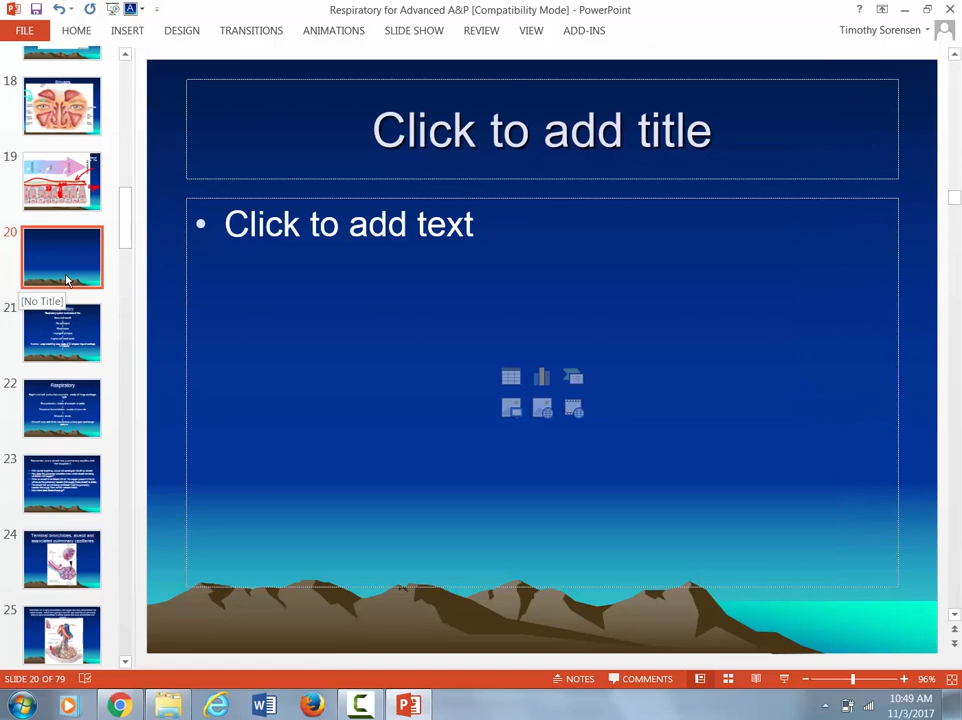 Respiratory for Advanced A&P [Compatibility Mode] - PowerPoint
FILE HOME INSERT DESIGN TRANSITIONS ANIMATIONS SLIDE SHOW REVIEW VIEW ADD-INS Timothy Sorensen
18
19
20
[No Title]
21
22
Respiratory
23
24
Terminal bronchioles, alveoli and
associated pulmonary capillaries
25
Click to add title
• Click to add text
SLIDE 20 OF 79 NOTES COMMENTS 96%
10:49 AM
11/3/2017